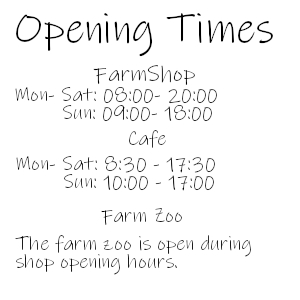 Opening Times
FarmShop
Mon- Sat: 08:00- 20:00
Sun: 09:00- 18:00
Cafe
Mon- Sat: 8:30 - 17:30
Sun: 10:00 - 17:00
Farm Zoo
The farm zoo is open during
shop opening hours.